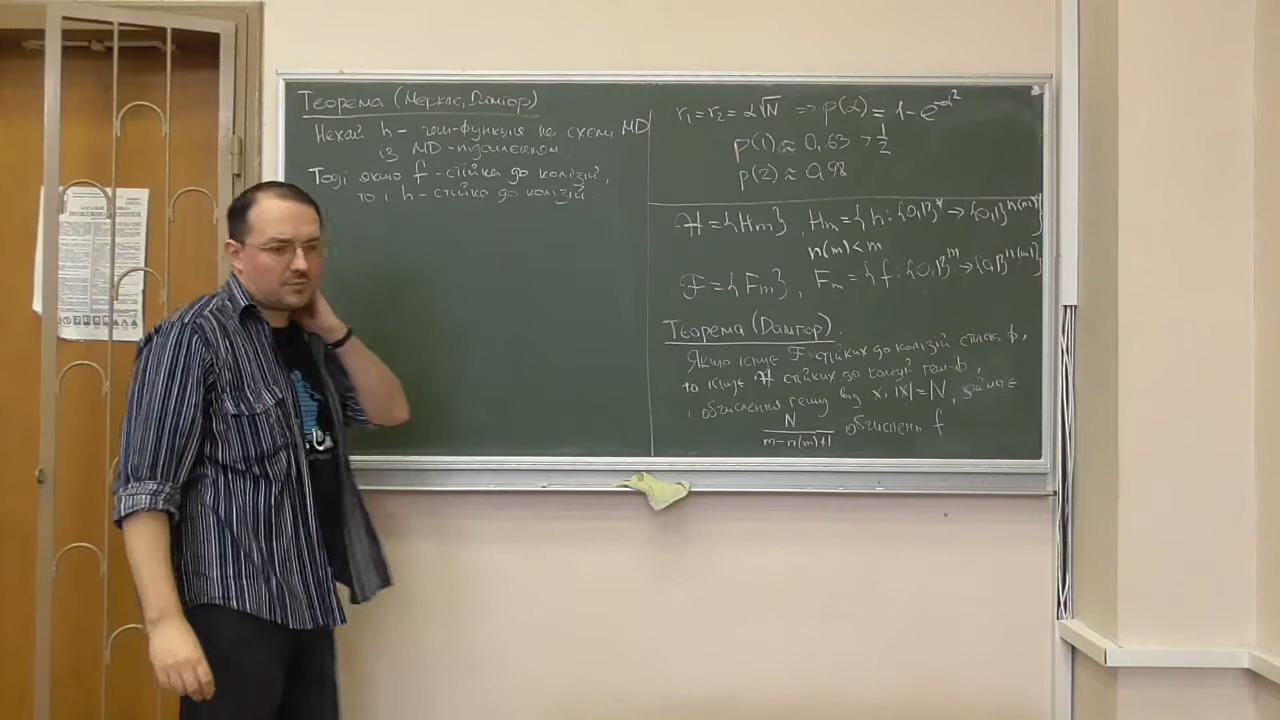 Теорема (Меркль, Дамгор)
Нехай h - геш-функція за схемою MD
із MD-підсиленням
Тоді якщо f - стійка до колізій,
то і h - стійка до колізій.
r₁ = r₂ = α√N ⇒ p(α) = 1 - e^(-α²)
p(1) ≈ 0,63 > 1/2
p(2) ≈ 0,98
ℋ = {Hₘ}, Hₘ = {h: {0,1}* → {0,1}ⁿ⁽ᵐ⁾}
n(m) < m
ℱ = {Fₘ}, Fₘ = {f: {0,1}ᵐ → {0,1}ⁿ⁽ᵐ⁾}
Теорема (Дамгор).
Якщо існує ℱ стійких до колізій стиск. ф.,
то існує ℋ стійких до колізій геш-ф.,
і обчислення гешу від x, |x| = N, займає
N/(m-n(m)+1) обчислень f